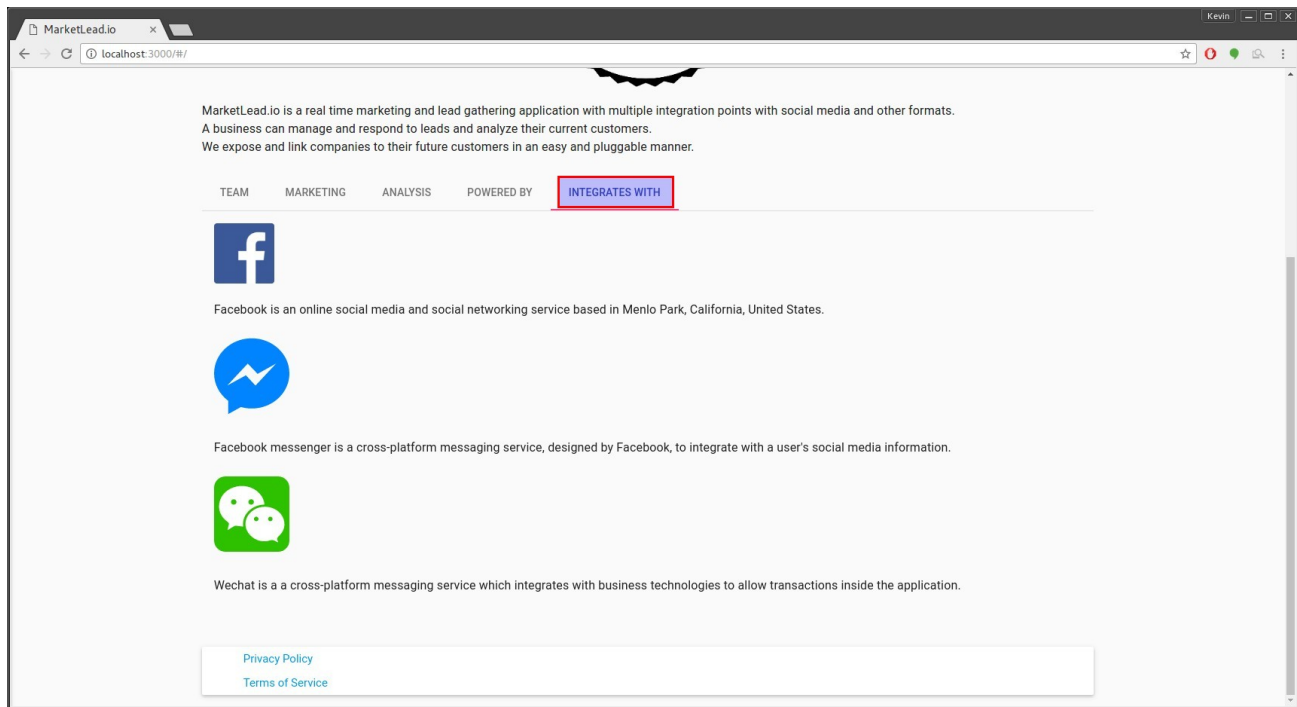 MarketLead.io
Kevin
localhost:3000/#/
MarketLead.io is a real time marketing and lead gathering application with multiple integration points with social media and other formats.
A business can manage and respond to leads and analyze their current customers.
We expose and link companies to their future customers in an easy and pluggable manner.
TEAM MARKETING ANALYSIS POWERED BY INTEGRATES WITH
Facebook is an online social media and social networking service based in Menlo Park, California, United States.
Facebook messenger is a cross-platform messaging service, designed by Facebook, to integrate with a user's social media information.
Wechat is a a cross-platform messaging service which integrates with business technologies to allow transactions inside the application.
Privacy Policy
Terms of Service